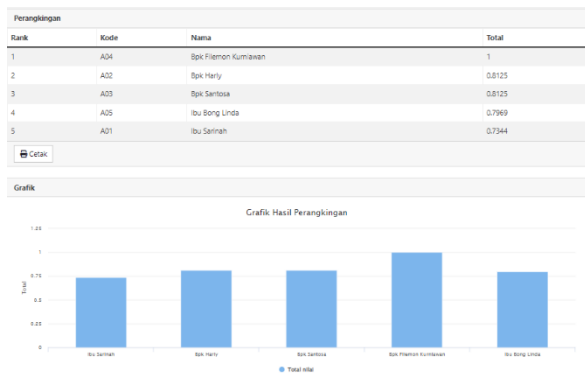 Perangkingan
Rank Kode Nama Total
1 A04 Bpk Filemon Kurniawan 1
2 A02 Bpk Harly 0.8125
3 A03 Bpk Santosa 0.8125
4 A05 Ibu Bong Linda 0.7969
5 A01 Ibu Sarinah 0.7344
Cetak
Grafik
Grafik Hasil Perangkingan
1.25
1
0.75
0.5
0.25
0
Total
Ibu Sarinah Bpk Harly Bpk Santosa Bpk Filemon Kurniawan Ibu Bong Linda
Total nilai